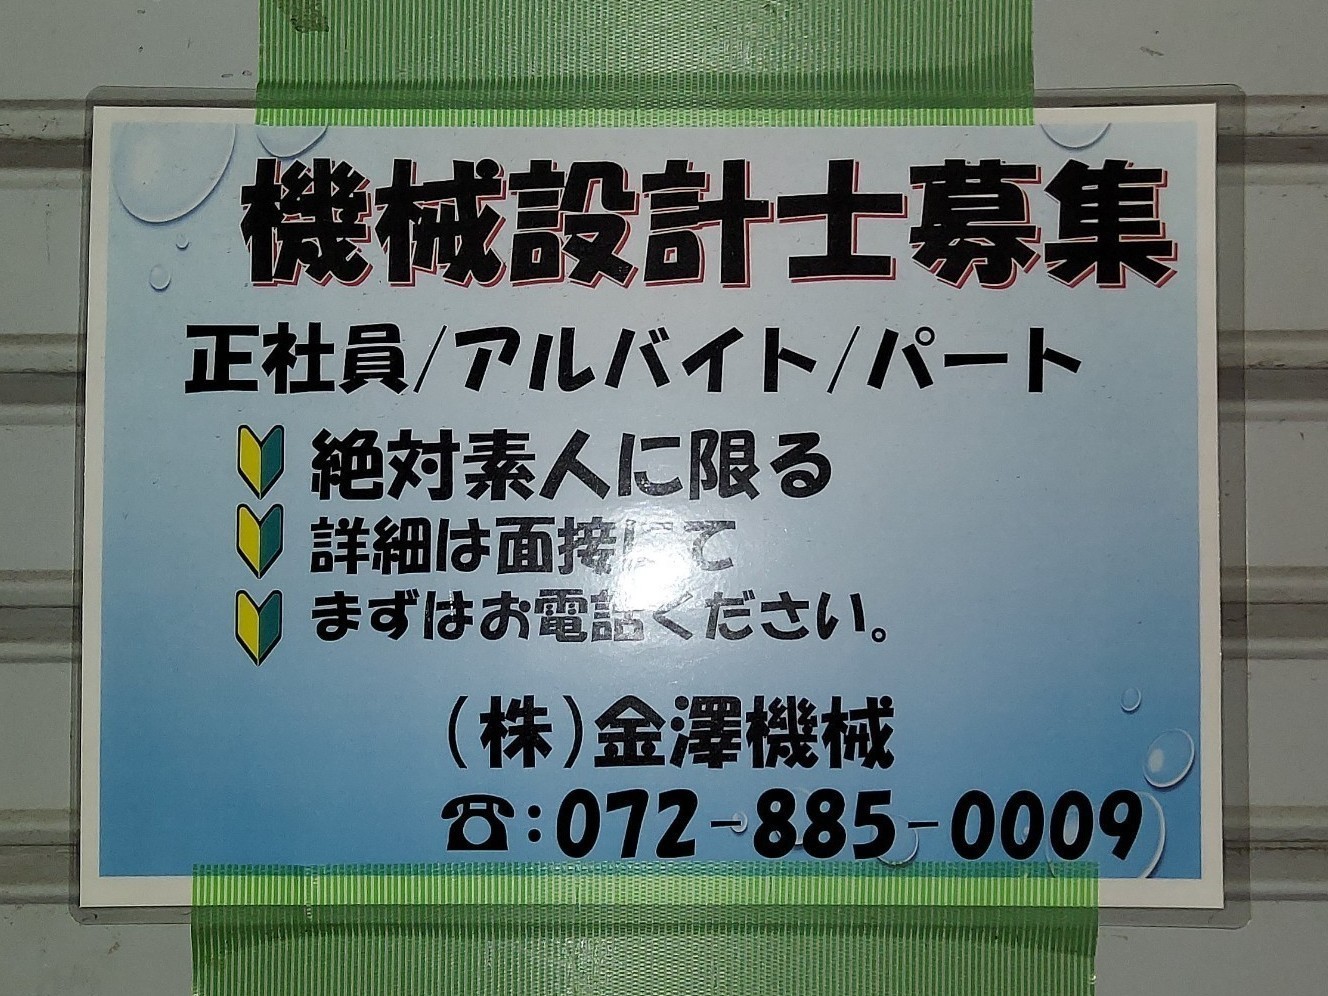 機械設計士募集
正社員/アルバイト/パート
絶対素人に限る
詳細は面接にて
まずはお電話ください。
(株)金澤機械
☎:072-885-0009